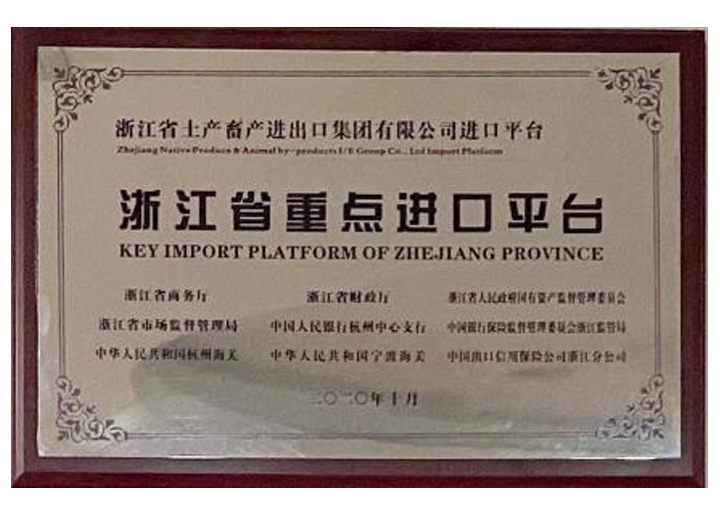 浙江省土产畜产进出口集团有限公司进口平台
Zhejiang Native Produce & Animal by-products I/E Group Co., Ltd Import Platform
浙江省重点进口平台
KEY IMPORT PLATFORM OF ZHEJIANG PROVINCE
浙江省商务厅 浙江省财政厅 浙江省人民政府国有资产监督管理委员会
浙江省市场监督管理局 中国人民银行杭州中心支行 中国银行保险监督管理委员会浙江监管局
中华人民共和国杭州海关 中华人民共和国宁波海关 中国出口信用保险公司浙江分公司
二〇二〇年十月